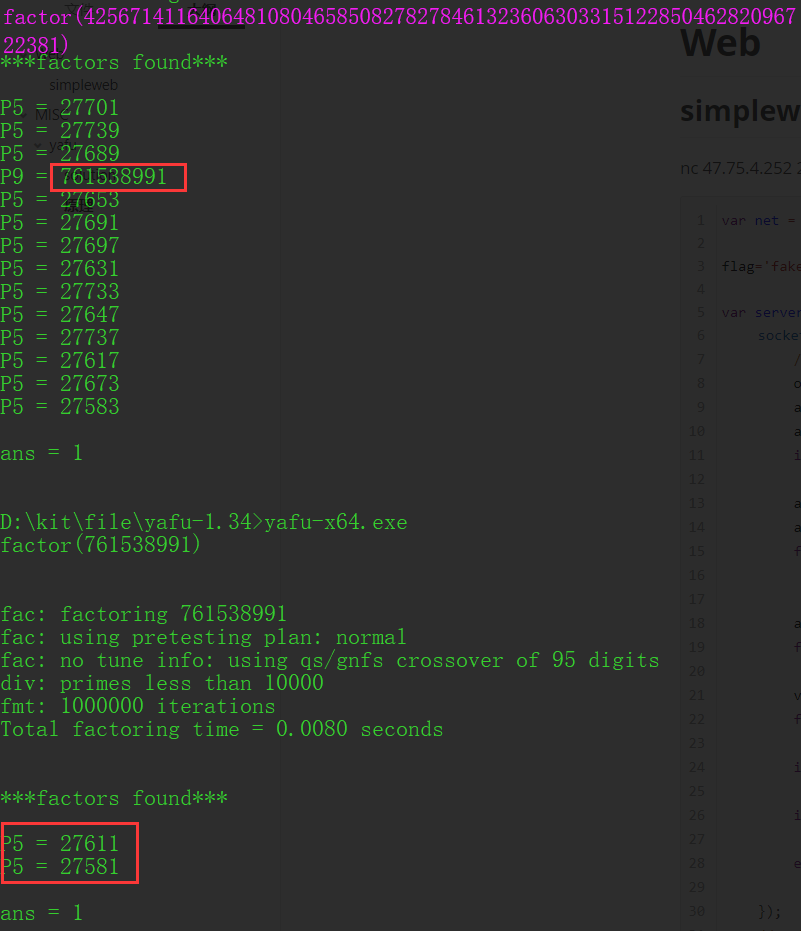 factor(4256714116406481080465850827827846132360630331512285046282096722381)
***factors found***
simpleweb
P5 = 27701
MISC
P5 = 27739
yafu
P5 = 27689
P9 = 761538991
P5 = 27653
P5 = 27691
P5 = 27697
P5 = 27631
P5 = 27733
P5 = 27647
P5 = 27737
P5 = 27617
P5 = 27673
P5 = 27583
ans = 1
D:\kit\file\yafu-1.34>yafu-x64.exe
factor(761538991)
fac: factoring 761538991
fac: using pretesting plan: normal
fac: no tune info: using qs/gnfs crossover of 95 digits
div: primes less than 10000
fmt: 1000000 iterations
Total factoring time = 0.0080 seconds
***factors found***
P5 = 27611
P5 = 27581
ans = 1
Web
simplew
nc 47.75.4.252 2
1 var net =
2
3 flag='fake
4
5 var server
6 socke
7 /
8 o
9 a
10 a
11 i
12
13 a
14 a
15 f
16
17
18 a
19 f
20
21 v
22 f
23
24 i
25
26 i
27
28 e
29
30 });